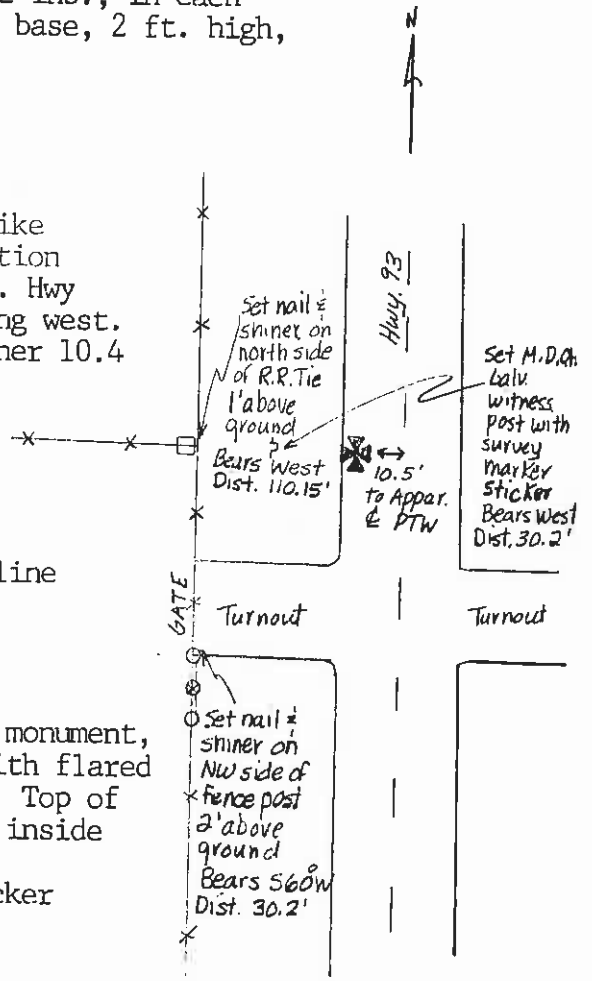 base, 2 ft. high,
N
ike
tion
. Hwy
ng west.
ner 10.4
line
monument,
ith flared
Top of
inside
cker
Set nail &
shiner on
north side
of R.R. Tie
1' above
ground
Bears West
Dist. 110.15'
Hwy. 93
10.5'
to Appar.
℄ PTW
Set M.D.Oh.
Galv.
witness
post with
survey
marker
sticker
Bears West
Dist. 30.2'
GATE
Turnout
Turnout
Set nail &
shiner on
NW side of
fence post
2' above
ground
Bears S60°W
Dist. 30.2'